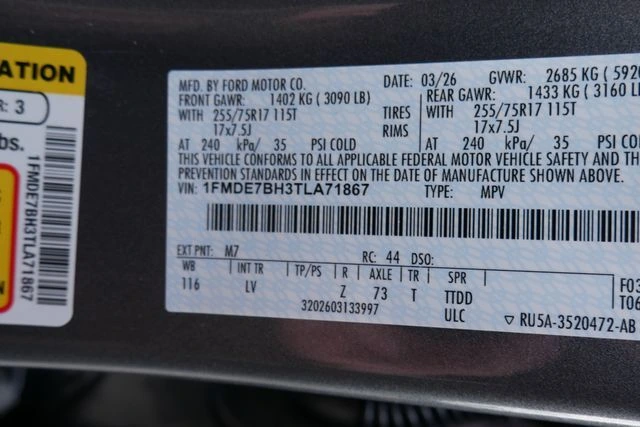 ATION
R: 3
bs.
1FMDE7BH3TLA71867
N
MFD. BY FORD MOTOR CO.
DATE: 03/26 GVWR: 2685 KG ( 5920
FRONT GAWR: 1402 KG ( 3090 LB) REAR GAWR: 1433 KG ( 3160 L
WITH 255/75R17 115T TIRES WITH 255/75R17 115T
17x7.5J RIMS 17x7.5J
AT 240 kPa/ 35 PSI COLD AT 240 kPa/ 35 PSI COLD
THIS VEHICLE CONFORMS TO ALL APPLICABLE FEDERAL MOTOR VEHICLE SAFETY AND THE
PREVENTION STANDARDS IN EFFECT ON THE DATE OF MANUFACTURE SHOWN ABOVE.
VIN: 1FMDE7BH3TLA71867 TYPE: MPV
EXT PNT: M7 RC: 44 DSO:
WB INT TR TP/PS R AXLE TR SPR
116 LV Z 73 T TTDD
3202603133997 ULC
F03
T06
▽ RU5A-3520472-AB